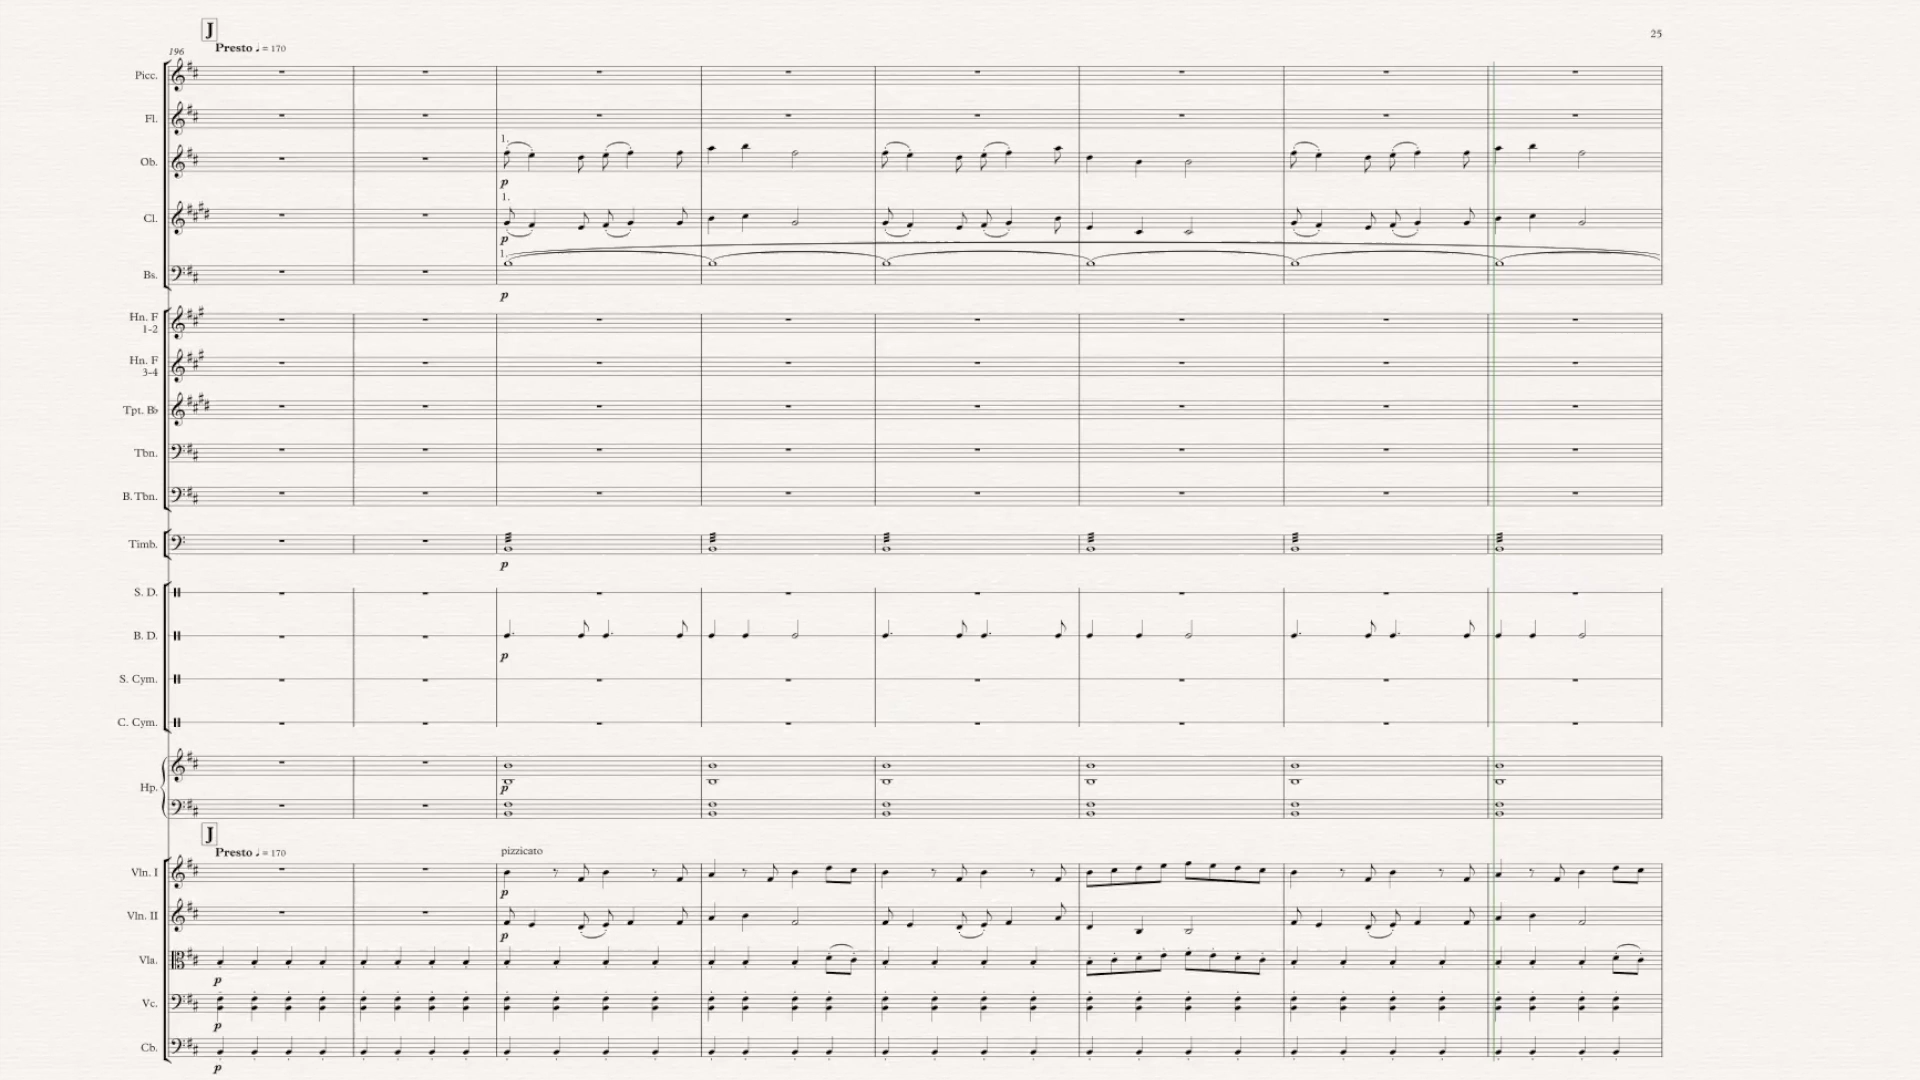 J
25
Presto ♩ = 170
196
Picc.
Fl.
1.
Ob.
p
1.
Cl.
p
1.
Bs.
p
Hn. F
1-2
Hn. F
3-4
Tpt. B♭
Tbn.
B. Tbn.
Timb.
p
S. D.
B. D.
p
S. Cym.
C. Cym.
p
Hp.
J
Presto ♩ = 170
pizzicato
Vln. I
p
Vln. II
p
Vla.
p
Vc.
p
Cb.
p